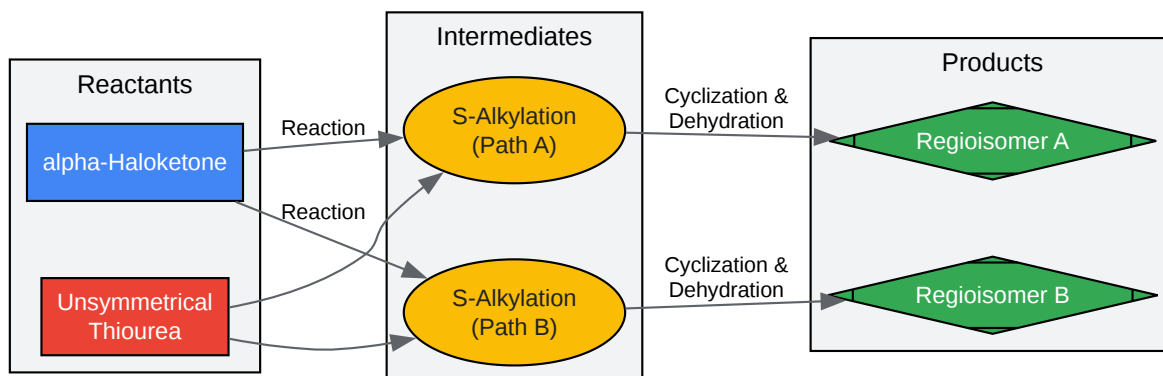 Reactants
alpha-Haloketone
Unsymmetrical
Thiourea
Reaction
Reaction
Intermediates
S-Alkylation
(Path A)
S-Alkylation
(Path B)
Cyclization &
Dehydration
Cyclization &
Dehydration
Products
Regioisomer A
Regioisomer B